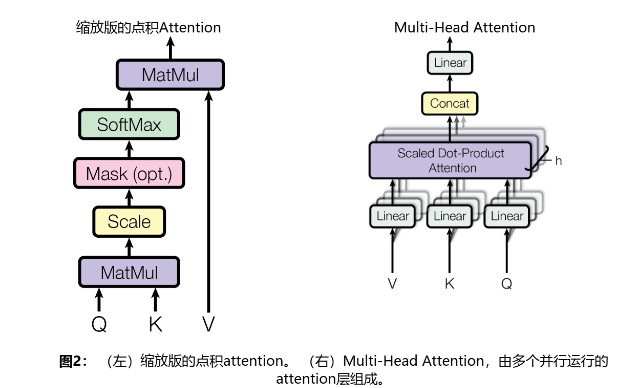 缩放版的点积Attention
MatMul
SoftMax
Mask (opt.)
Scale
MatMul
Q K V
Multi-Head Attention
Linear
Concat
Scaled Dot-Product
Attention
h
Linear Linear Linear
V K Q
图2： （左）缩放版的点积attention。（右）Multi-Head Attention，由多个并行运行的
attention层组成。